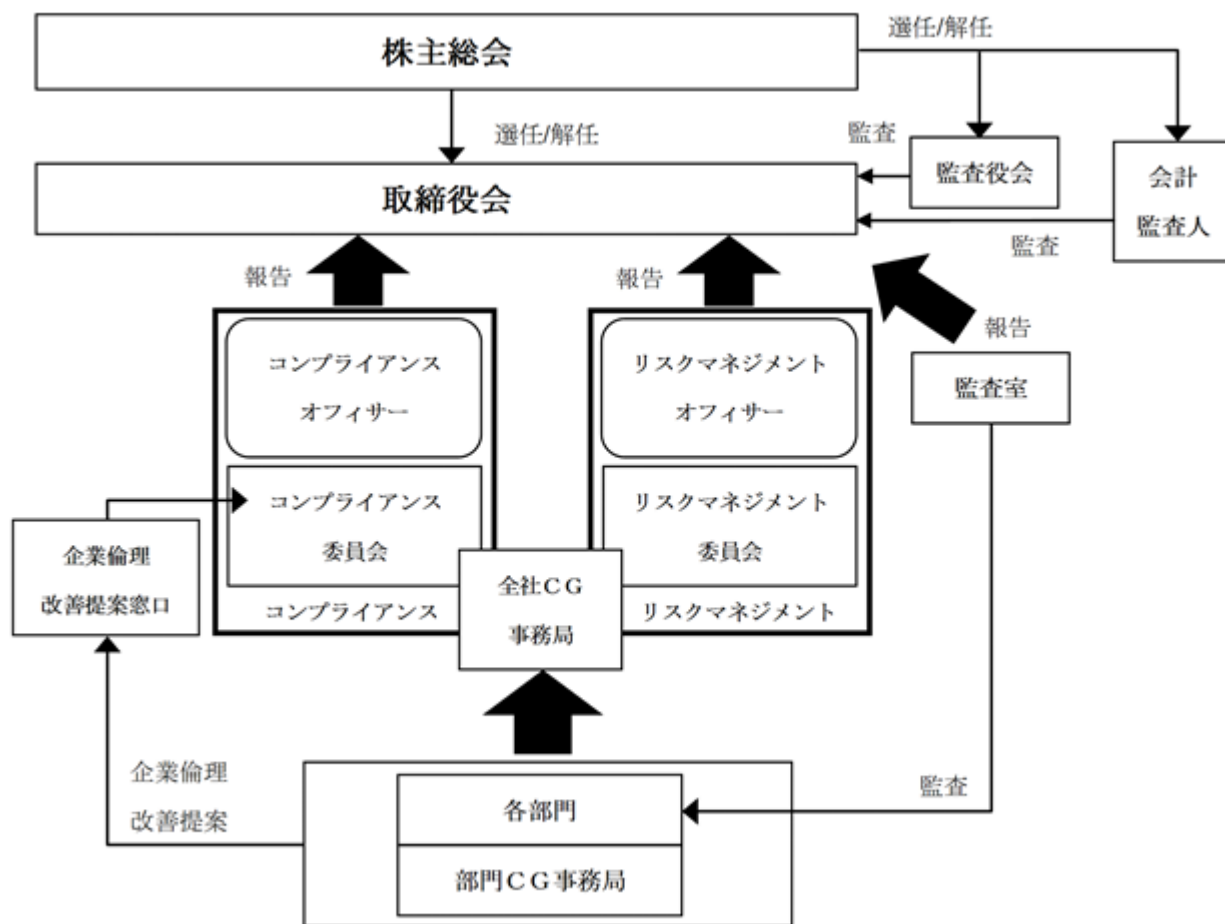 株主総会
選任/解任
選任/解任
監査
監査役会
会計
監査人
取締役会
監査
報告
報告
報告
コンプライアンス
オフィサー
リスクマネジメント
オフィサー
監査室
コンプライアンス
委員会
リスクマネジメント
委員会
企業倫理
改善提案窓口
全社ＣＧ
事務局
コンプライアンス
リスクマネジメント
企業倫理
改善提案
各部門
監査
部門ＣＧ事務局